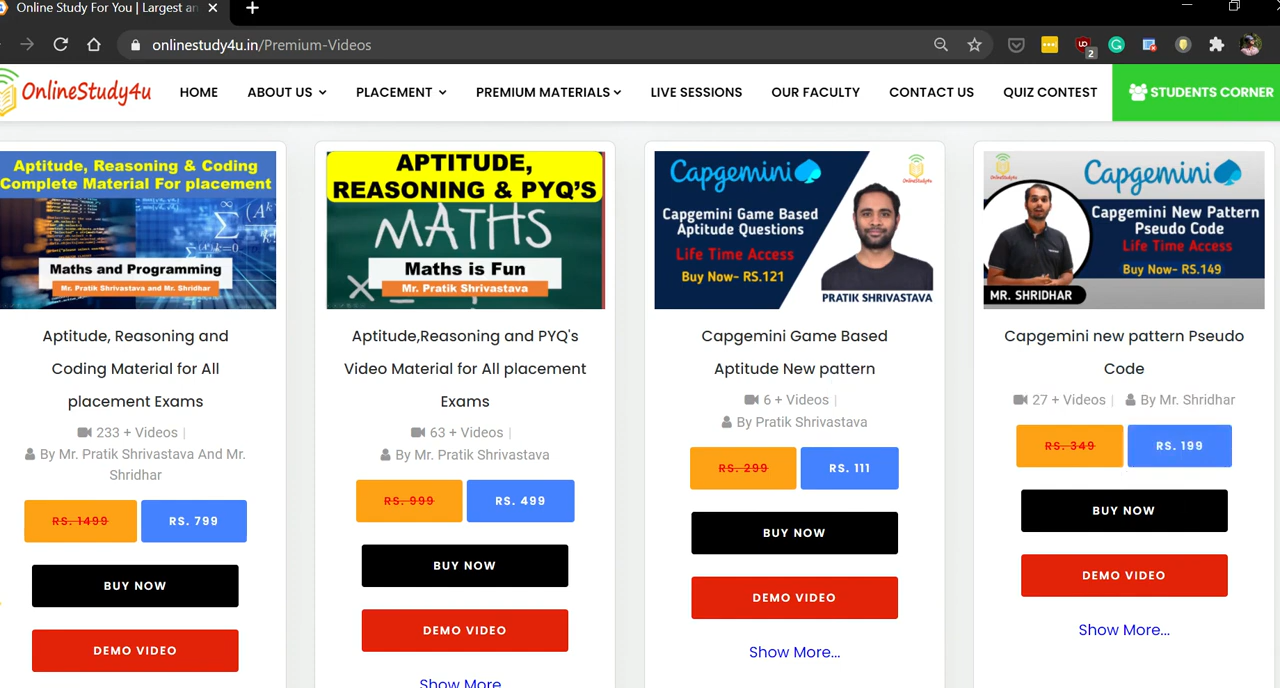 Online Study For You | Largest an
onlinestudy4u.in/Premium-Videos
2
OnlineStudy4u
HOME
ABOUT US
PLACEMENT
PREMIUM MATERIALS
LIVE SESSIONS
OUR FACULTY
CONTACT US
QUIZ CONTEST
STUDENTS CORNER
Aptitude, Reasoning & Coding
Complete Material For placement
Maths and Programming
Mr. Pratik Shrivastava and Mr. Shridhar
Aptitude, Reasoning and
Coding Material for All
placement Exams
233 + Videos |
By Mr. Pratik Shrivastava And Mr.
Shridhar
RS. 1499
RS. 799
BUY NOW
DEMO VIDEO
APTITUDE,
REASONING & PYQ'S
MATHS
Maths is Fun
Mr. Pratik Shrivastava
Aptitude,Reasoning and PYQ's
Video Material for All placement
Exams
63 + Videos |
By Mr. Pratik Shrivastava
RS. 999
RS. 499
BUY NOW
DEMO VIDEO
Show More
Capgemini
OnlineStudy4u
Capgemini Game Based
Aptitude Questions
Life Time Access
Buy Now- RS.121
PRATIK SHRIVASTAVA
Capgemini Game Based
Aptitude New pattern
6 + Videos |
By Pratik Shrivastava
RS. 299
RS. 111
BUY NOW
DEMO VIDEO
Show More...
OnlineStudy4u
Capgemini
Capgemini New Pattern
Pseudo Code
Life Time Access
Buy Now- RS.149
MR. SHRIDHAR
Capgemini new pattern Pseudo
Code
27 + Videos |
By Mr. Shridhar
RS. 349
RS. 199
BUY NOW
DEMO VIDEO
Show More...